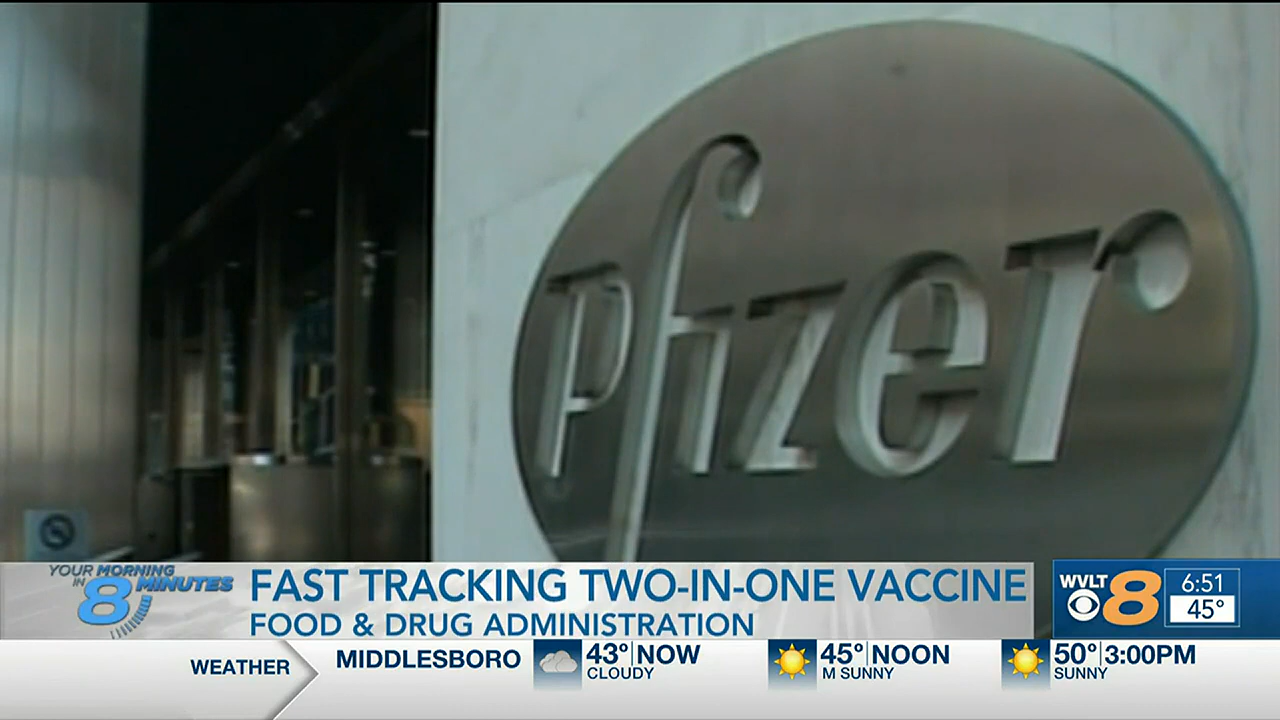 Pfizer
YOUR MORNING
IN 8 MINUTES
FAST TRACKING TWO-IN-ONE VACCINE
FOOD & DRUG ADMINISTRATION
WVLT 8
6:51
45°
WEATHER
MIDDLESBORO
43° NOW
CLOUDY
45° NOON
M SUNNY
50° 3:00PM
SUNNY